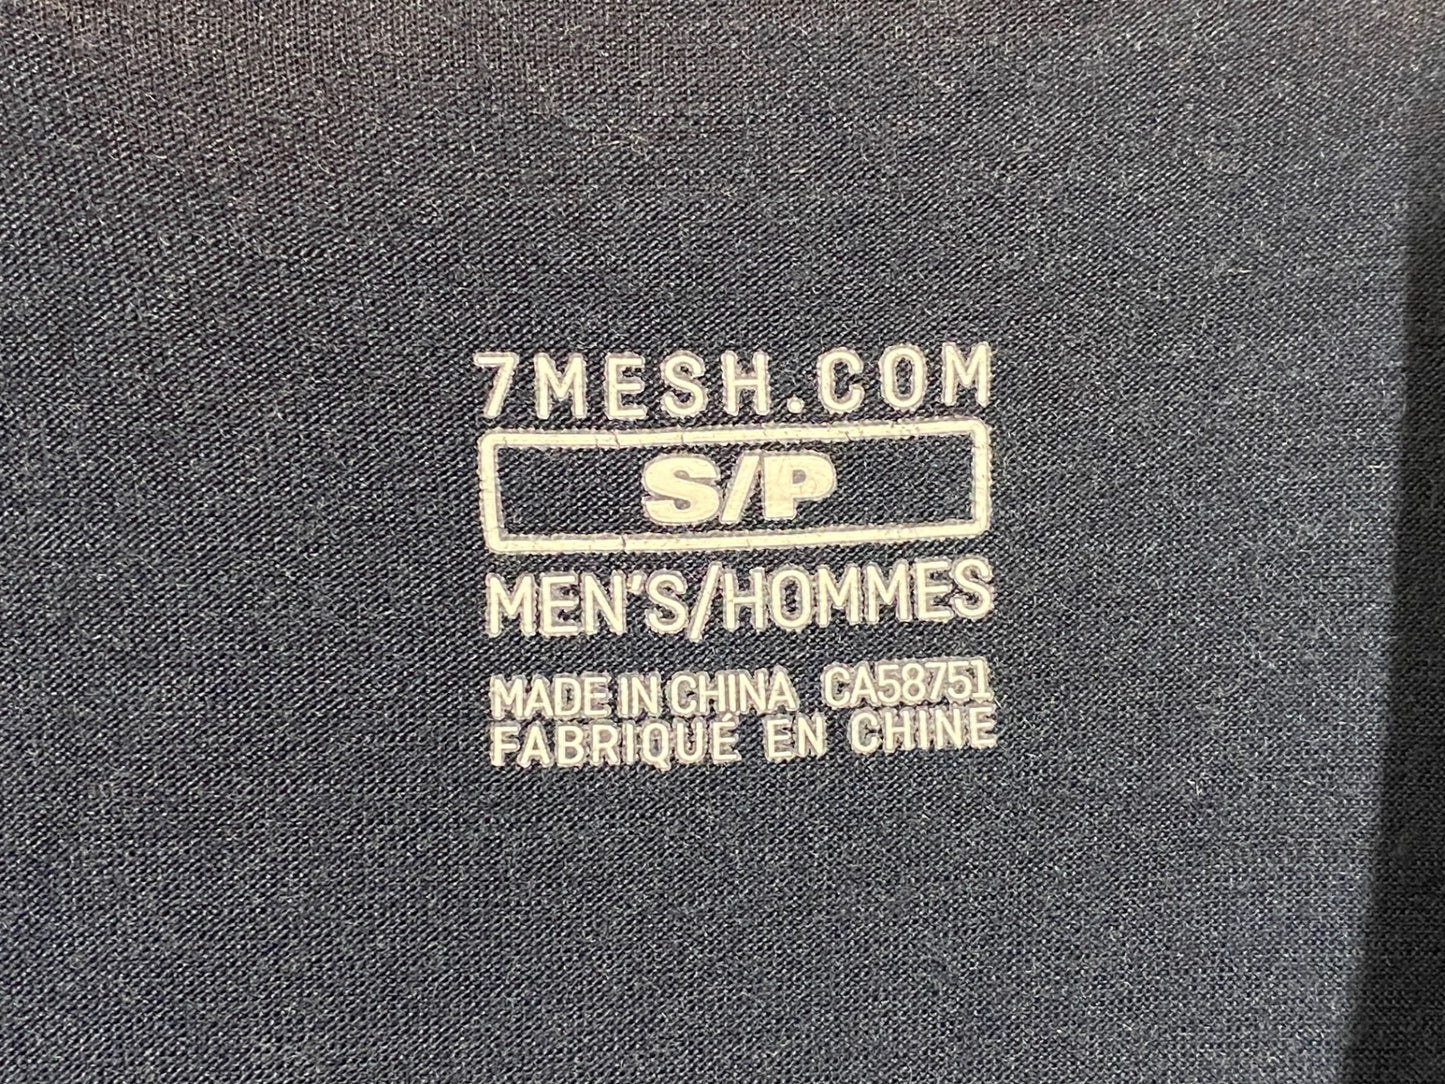 7MESH.COM
S/P
MEN'S/HOMMES
MADE IN CHINA CA58751
FABRIQUÉ EN CHINE